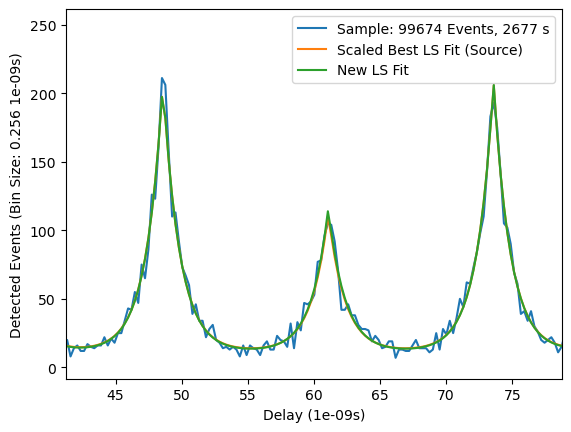 Sample: 99674 Events, 2677 s
Scaled Best LS Fit (Source)
New LS Fit
Detected Events (Bin Size: 0.256 1e-09s)
250
200
150
100
50
0
45 50 55 60 65 70 75
Delay (1e-09s)